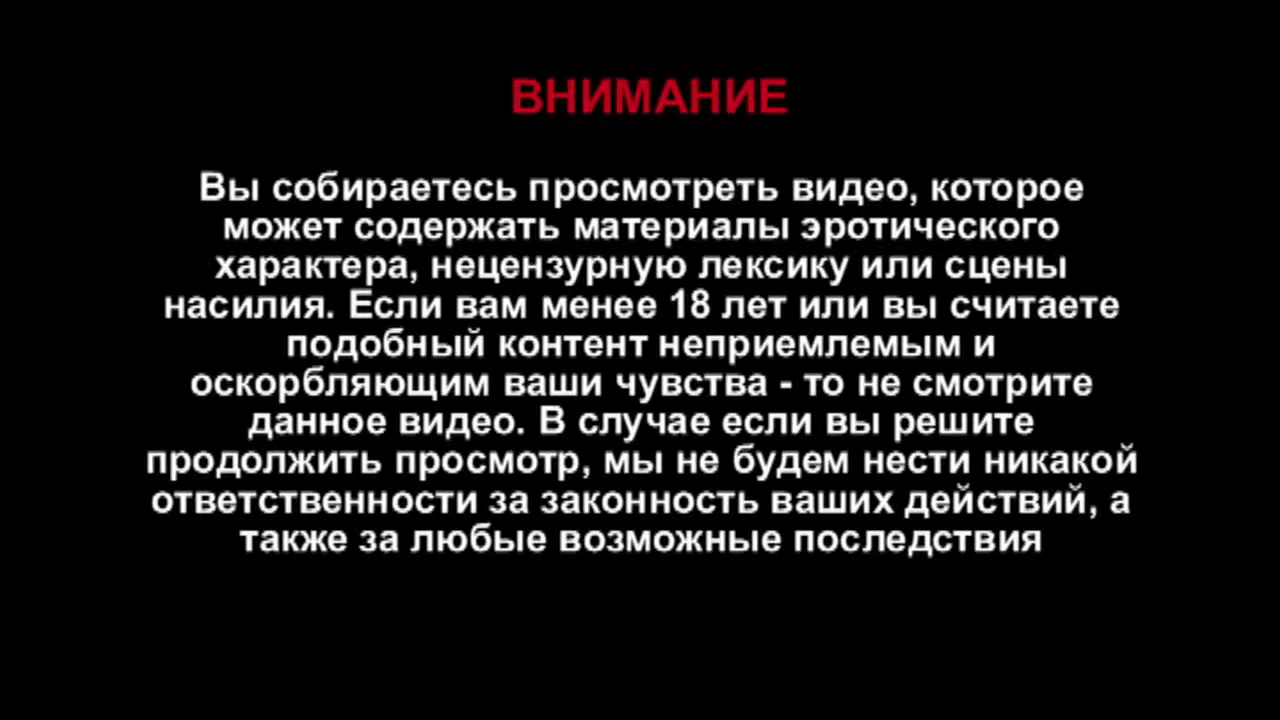 ВНИМАНИЕ
Вы собираетесь просмотреть видео, которое
может содержать материалы эротического
характера, нецензурную лексику или сцены
насилия. Если вам менее 18 лет или вы считаете
подобный контент неприемлемым и
оскорбляющим ваши чувства - то не смотрите
данное видео. В случае если вы решите
продолжить просмотр, мы не будем нести никакой
ответственности за законность ваших действий, а
также за любые возможные последствия